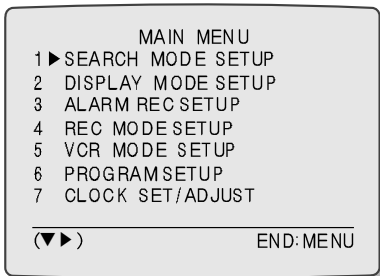 MAIN MENU
1 ▶ SEARCH MODE SETUP
2 DISPLAY MODE SETUP
3 ALARM REC SETUP
4 REC MODE SETUP
5 VCR MODE SETUP
6 PROGRAM SETUP
7 CLOCK SET/ADJUST
(▼▶) END:MENU